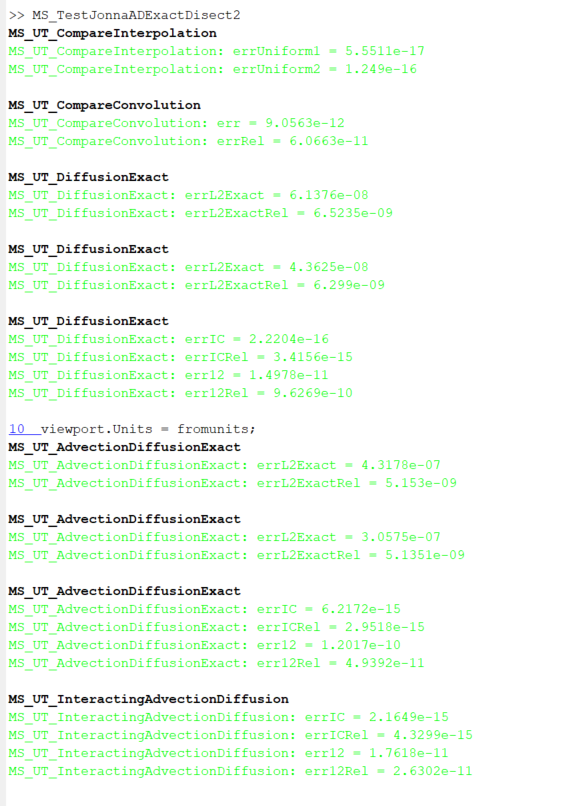 >> MS_TestJonnaADExactDisect2
MS_UT_CompareInterpolation
MS_UT_CompareInterpolation: errUniform1 = 5.5511e-17
MS_UT_CompareInterpolation: errUniform2 = 1.249e-16
MS_UT_CompareConvolution
MS_UT_CompareConvolution: err = 9.0563e-12
MS_UT_CompareConvolution: errRel = 6.0663e-11
MS_UT_DiffusionExact
MS_UT_DiffusionExact: errL2Exact = 6.1376e-08
MS_UT_DiffusionExact: errL2ExactRel = 6.5235e-09
MS_UT_DiffusionExact
MS_UT_DiffusionExact: errL2Exact = 4.3625e-08
MS_UT_DiffusionExact: errL2ExactRel = 6.299e-09
MS_UT_DiffusionExact
MS_UT_DiffusionExact: errIC = 2.2204e-16
MS_UT_DiffusionExact: errICRel = 3.4156e-15
MS_UT_DiffusionExact: err12 = 1.4978e-11
MS_UT_DiffusionExact: err12Rel = 9.6269e-10
10  viewport.Units = fromunits;
MS_UT_AdvectionDiffusionExact
MS_UT_AdvectionDiffusionExact: errL2Exact = 4.3178e-07
MS_UT_AdvectionDiffusionExact: errL2ExactRel = 5.153e-09
MS_UT_AdvectionDiffusionExact
MS_UT_AdvectionDiffusionExact: errL2Exact = 3.0575e-07
MS_UT_AdvectionDiffusionExact: errL2ExactRel = 5.1351e-09
MS_UT_AdvectionDiffusionExact
MS_UT_AdvectionDiffusionExact: errIC = 6.2172e-15
MS_UT_AdvectionDiffusionExact: errICRel = 2.9518e-15
MS_UT_AdvectionDiffusionExact: err12 = 1.2017e-10
MS_UT_AdvectionDiffusionExact: err12Rel = 4.9392e-11
MS_UT_InteractingAdvectionDiffusion
MS_UT_InteractingAdvectionDiffusion: errIC = 2.1649e-15
MS_UT_InteractingAdvectionDiffusion: errICRel = 4.3299e-15
MS_UT_InteractingAdvectionDiffusion: err12 = 1.7618e-11
MS_UT_InteractingAdvectionDiffusion: err12Rel = 2.6302e-11